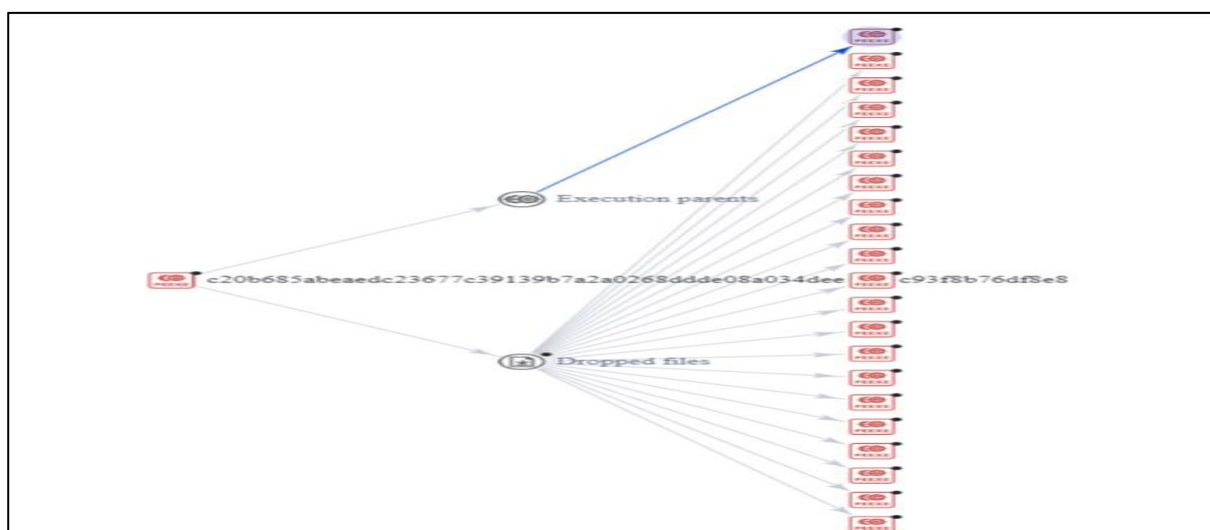 Execution parents
c20b685abeaedc23677c39139b7a2a0268ddde08a034dee c93f8b76df8e8
Dropped files